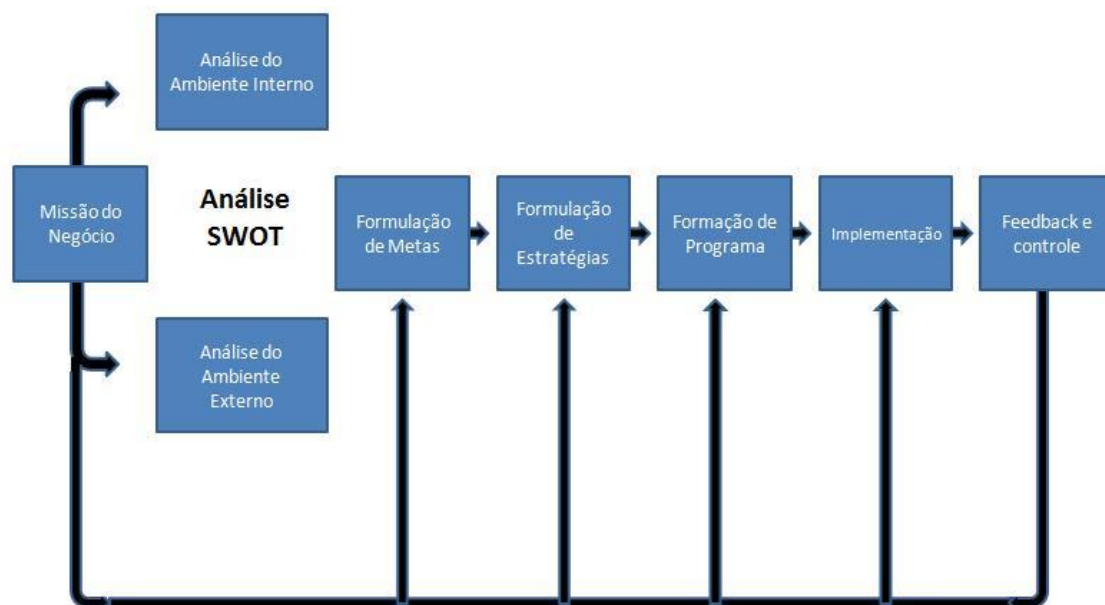 Análise do
Ambiente Interno
Missão do
Negócio
Análise
SWOT
Análise do
Ambiente
Externo
Formulação
de Metas
Formulação
de
Estratégias
Formação de
Programa
Implementação
Feedback e
controle